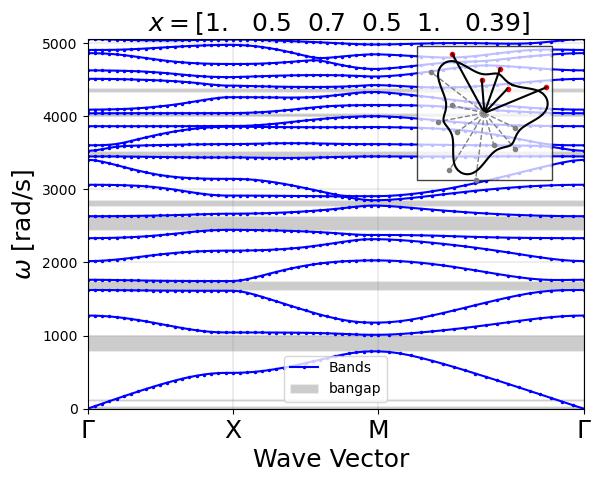 x = [1. 0.5 0.7 0.5 1. 0.39]
5000
4000
3000
2000
1000
0
ω [rad/s]
Bands
bangap
Γ X M Γ
Wave Vector